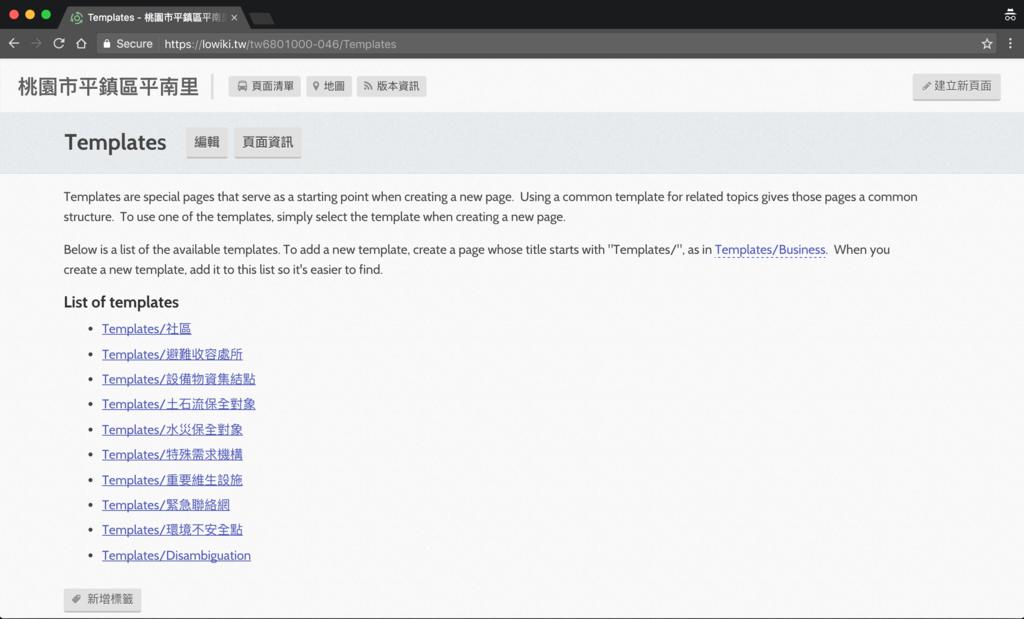 Templates - 桃園市平鎮區平南
Secure https://lowiki.tw/tw6801000-046/Templates
桃園市平鎮區平南里 頁面清單 地圖 版本資訊 建立新頁面
Templates 編輯 頁面資訊
Templates are special pages that serve as a starting point when creating a new page. Using a common template for related topics gives those pages a common
structure. To use one of the templates, simply select the template when creating a new page.
Below is a list of the available templates. To add a new template, create a page whose title starts with "Templates/", as in Templates/Business. When you
create a new template, add it to this list so it's easier to find.
List of templates
Templates/社區
Templates/避難收容處所
Templates/設備物資集結點
Templates/土石流保全對象
Templates/水災保全對象
Templates/特殊需求機構
Templates/重要維生設施
Templates/緊急聯絡網
Templates/環境不安全點
Templates/Disambiguation
新增標籤